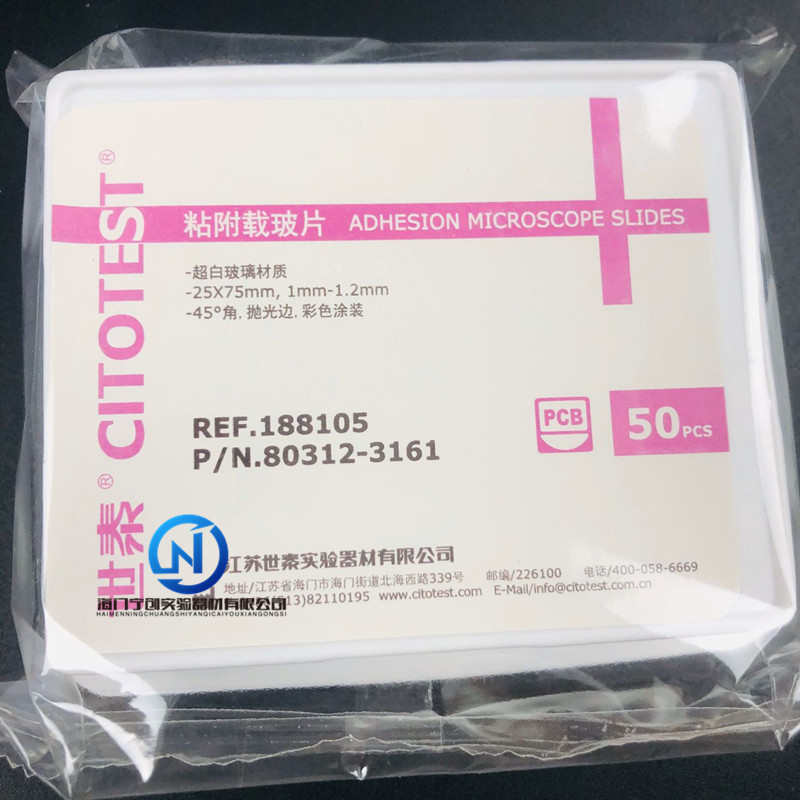 世泰® CITOTEST®
粘附载玻片 ADHESION MICROSCOPE SLIDES
-超白玻璃材质
-25X75mm, 1mm-1.2mm
-45°角, 抛光边, 彩色涂装
REF.188105
P/N.80312-3161
PCB
50PCS
江苏世泰实验器材有限公司
地址/江苏省海门市海门街道北海西路339号 邮编/226100 电话/400-058-6669
13)82110195 www.citotest.com E-Mail/info@citotest.com
海门宁创实验器材有限公司
HAIMENNINGCHUANGSHIYANQICAIYOUXIANGONGSI